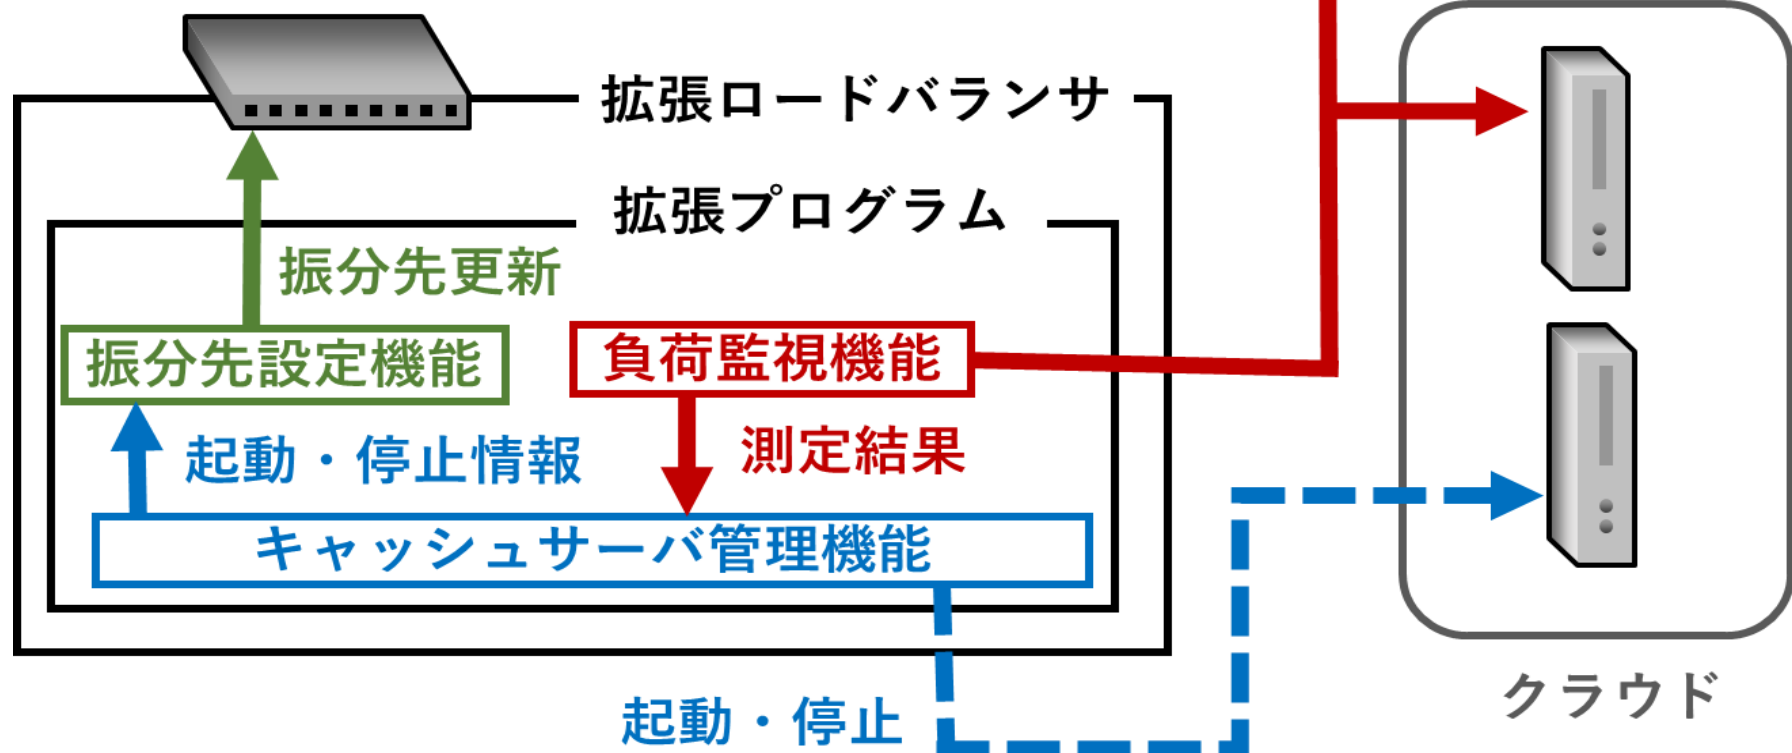 拡張ロードバランサ
拡張プログラム
振分先更新
振分先設定機能
負荷監視機能
起動・停止情報
測定結果
キャッシュサーバ管理機能
起動・停止
クラウド